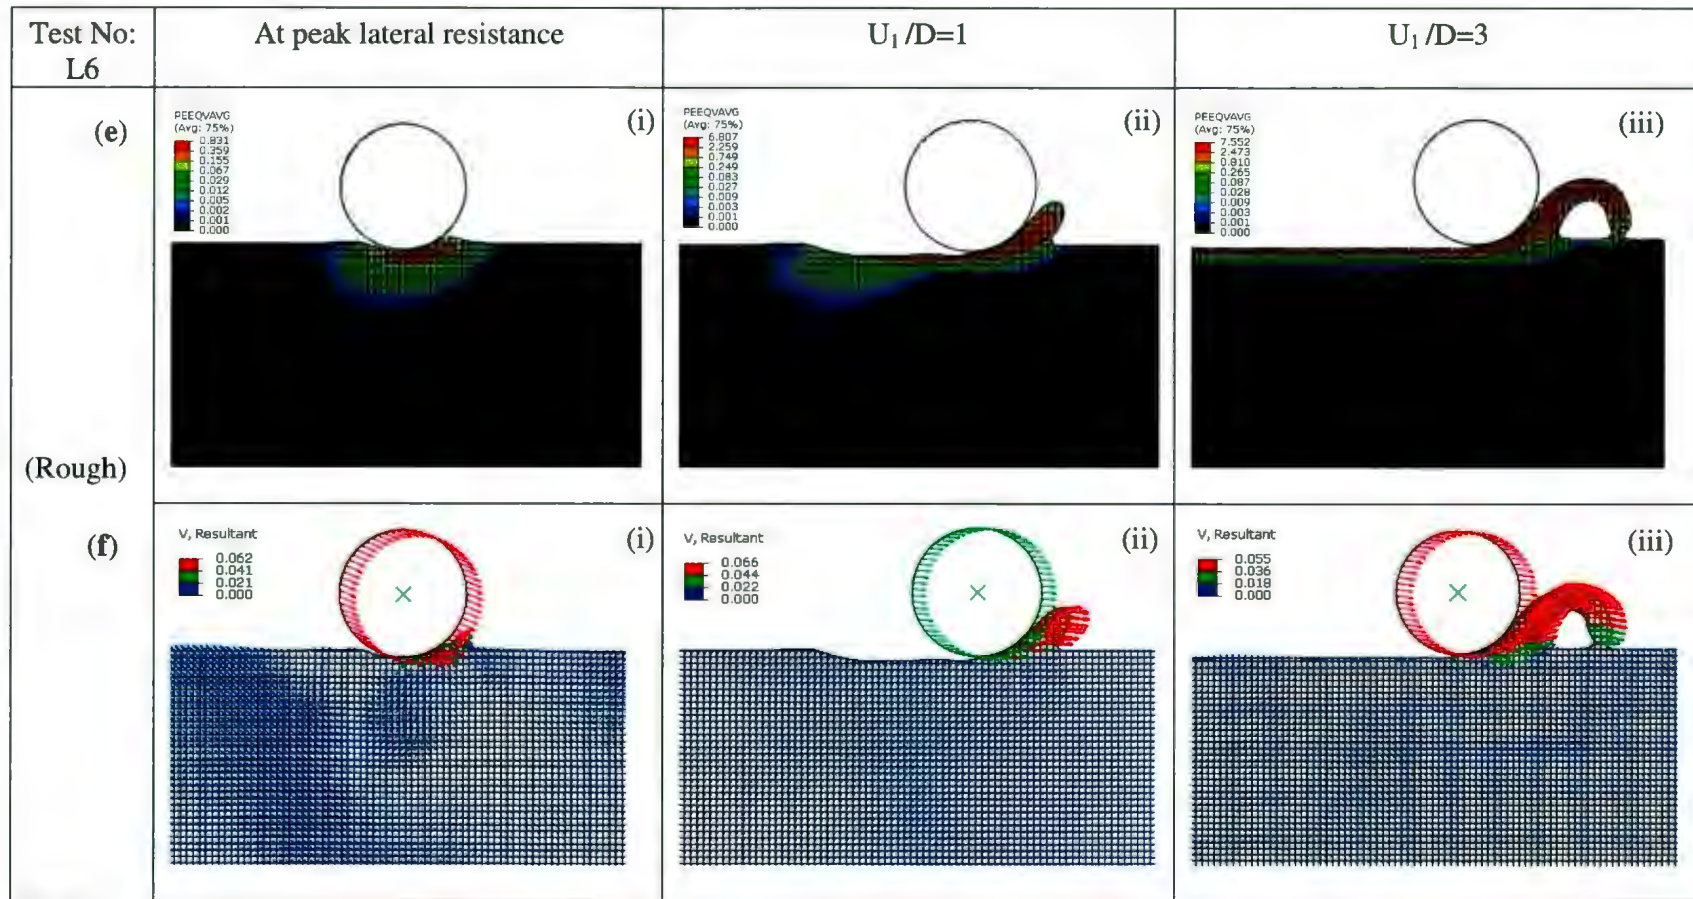 Test No:
L6
At peak lateral resistance
U₁ /D=1
U₁ /D=3
(e)
(Rough)
(f)
(i)
PEEQVAVG
(Avg: 75%)
0.831
0.359
0.155
0.067
0.029
0.012
0.005
0.002
0.001
0.000
(ii)
PEEQVAVG
(Avg: 75%)
6.807
2.259
0.749
0.249
0.083
0.027
0.009
0.003
0.001
0.000
(iii)
PEEQVAVG
(Avg: 75%)
7.552
2.473
0.810
0.265
0.087
0.028
0.009
0.003
0.001
0.000
(i)
V, Resultant
0.062
0.041
0.021
0.000
(ii)
V, Resultant
0.066
0.044
0.022
0.000
(iii)
V, Resultant
0.055
0.036
0.018
0.000